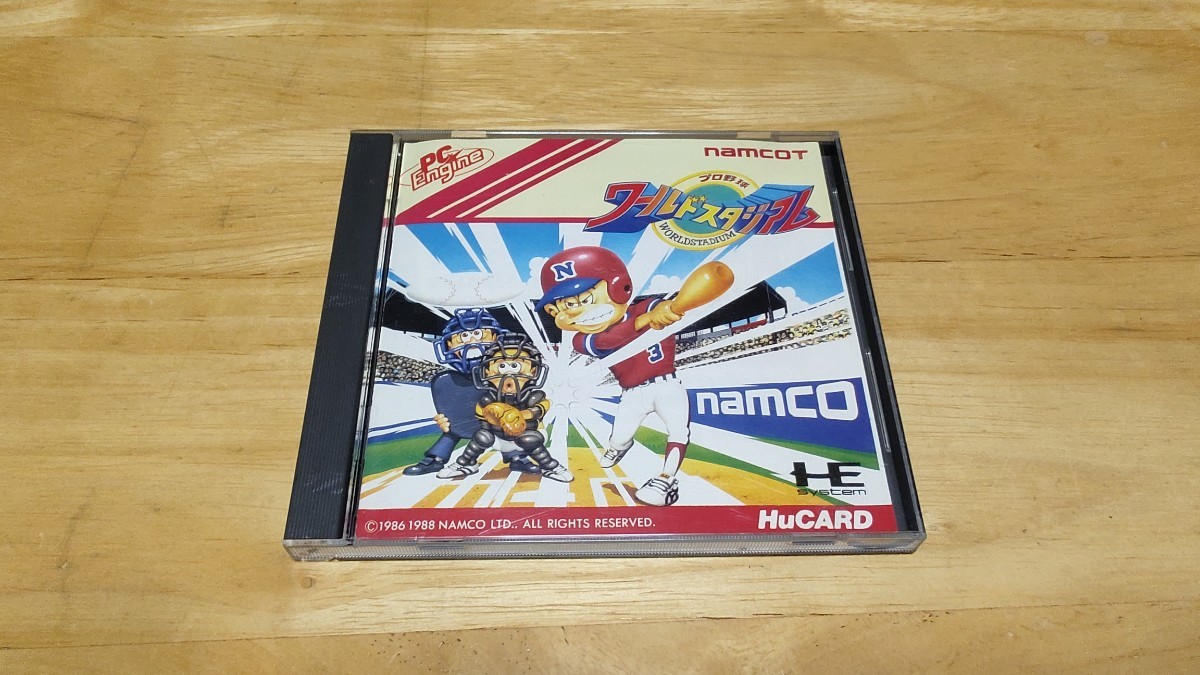 PC Engine
namcoT
プロ野球
ワールドスタジアム
WORLDSTADIUM
N
3
namco
HE
system
©1986 1988 NAMCO LTD., ALL RIGHTS RESERVED.
HuCARD